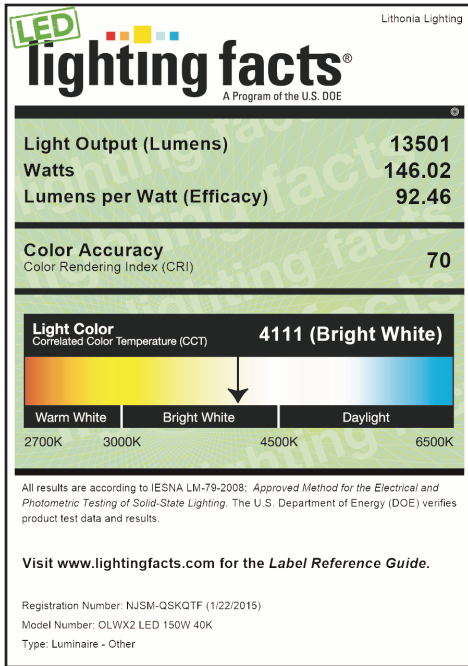 Lithonia Lighting
LED
lighting facts®
A Program of the U.S. DOE
Light Output (Lumens) 13501
Watts 146.02
Lumens per Watt (Efficacy) 92.46
Color Accuracy
Color Rendering Index (CRI) 70
Light Color
Correlated Color Temperature (CCT) 4111 (Bright White)
Warm White Bright White Daylight
2700K 3000K 4500K 6500K
All results are according to IESNA LM-79-2008: Approved Method for the Electrical and
Photometric Testing of Solid-State Lighting. The U.S. Department of Energy (DOE) verifies
product test data and results.
Visit www.lightingfacts.com for the Label Reference Guide.
Registration Number: NJSM-QSKQTF (1/22/2015)
Model Number: OLWX2 LED 150W 40K
Type: Luminaire - Other